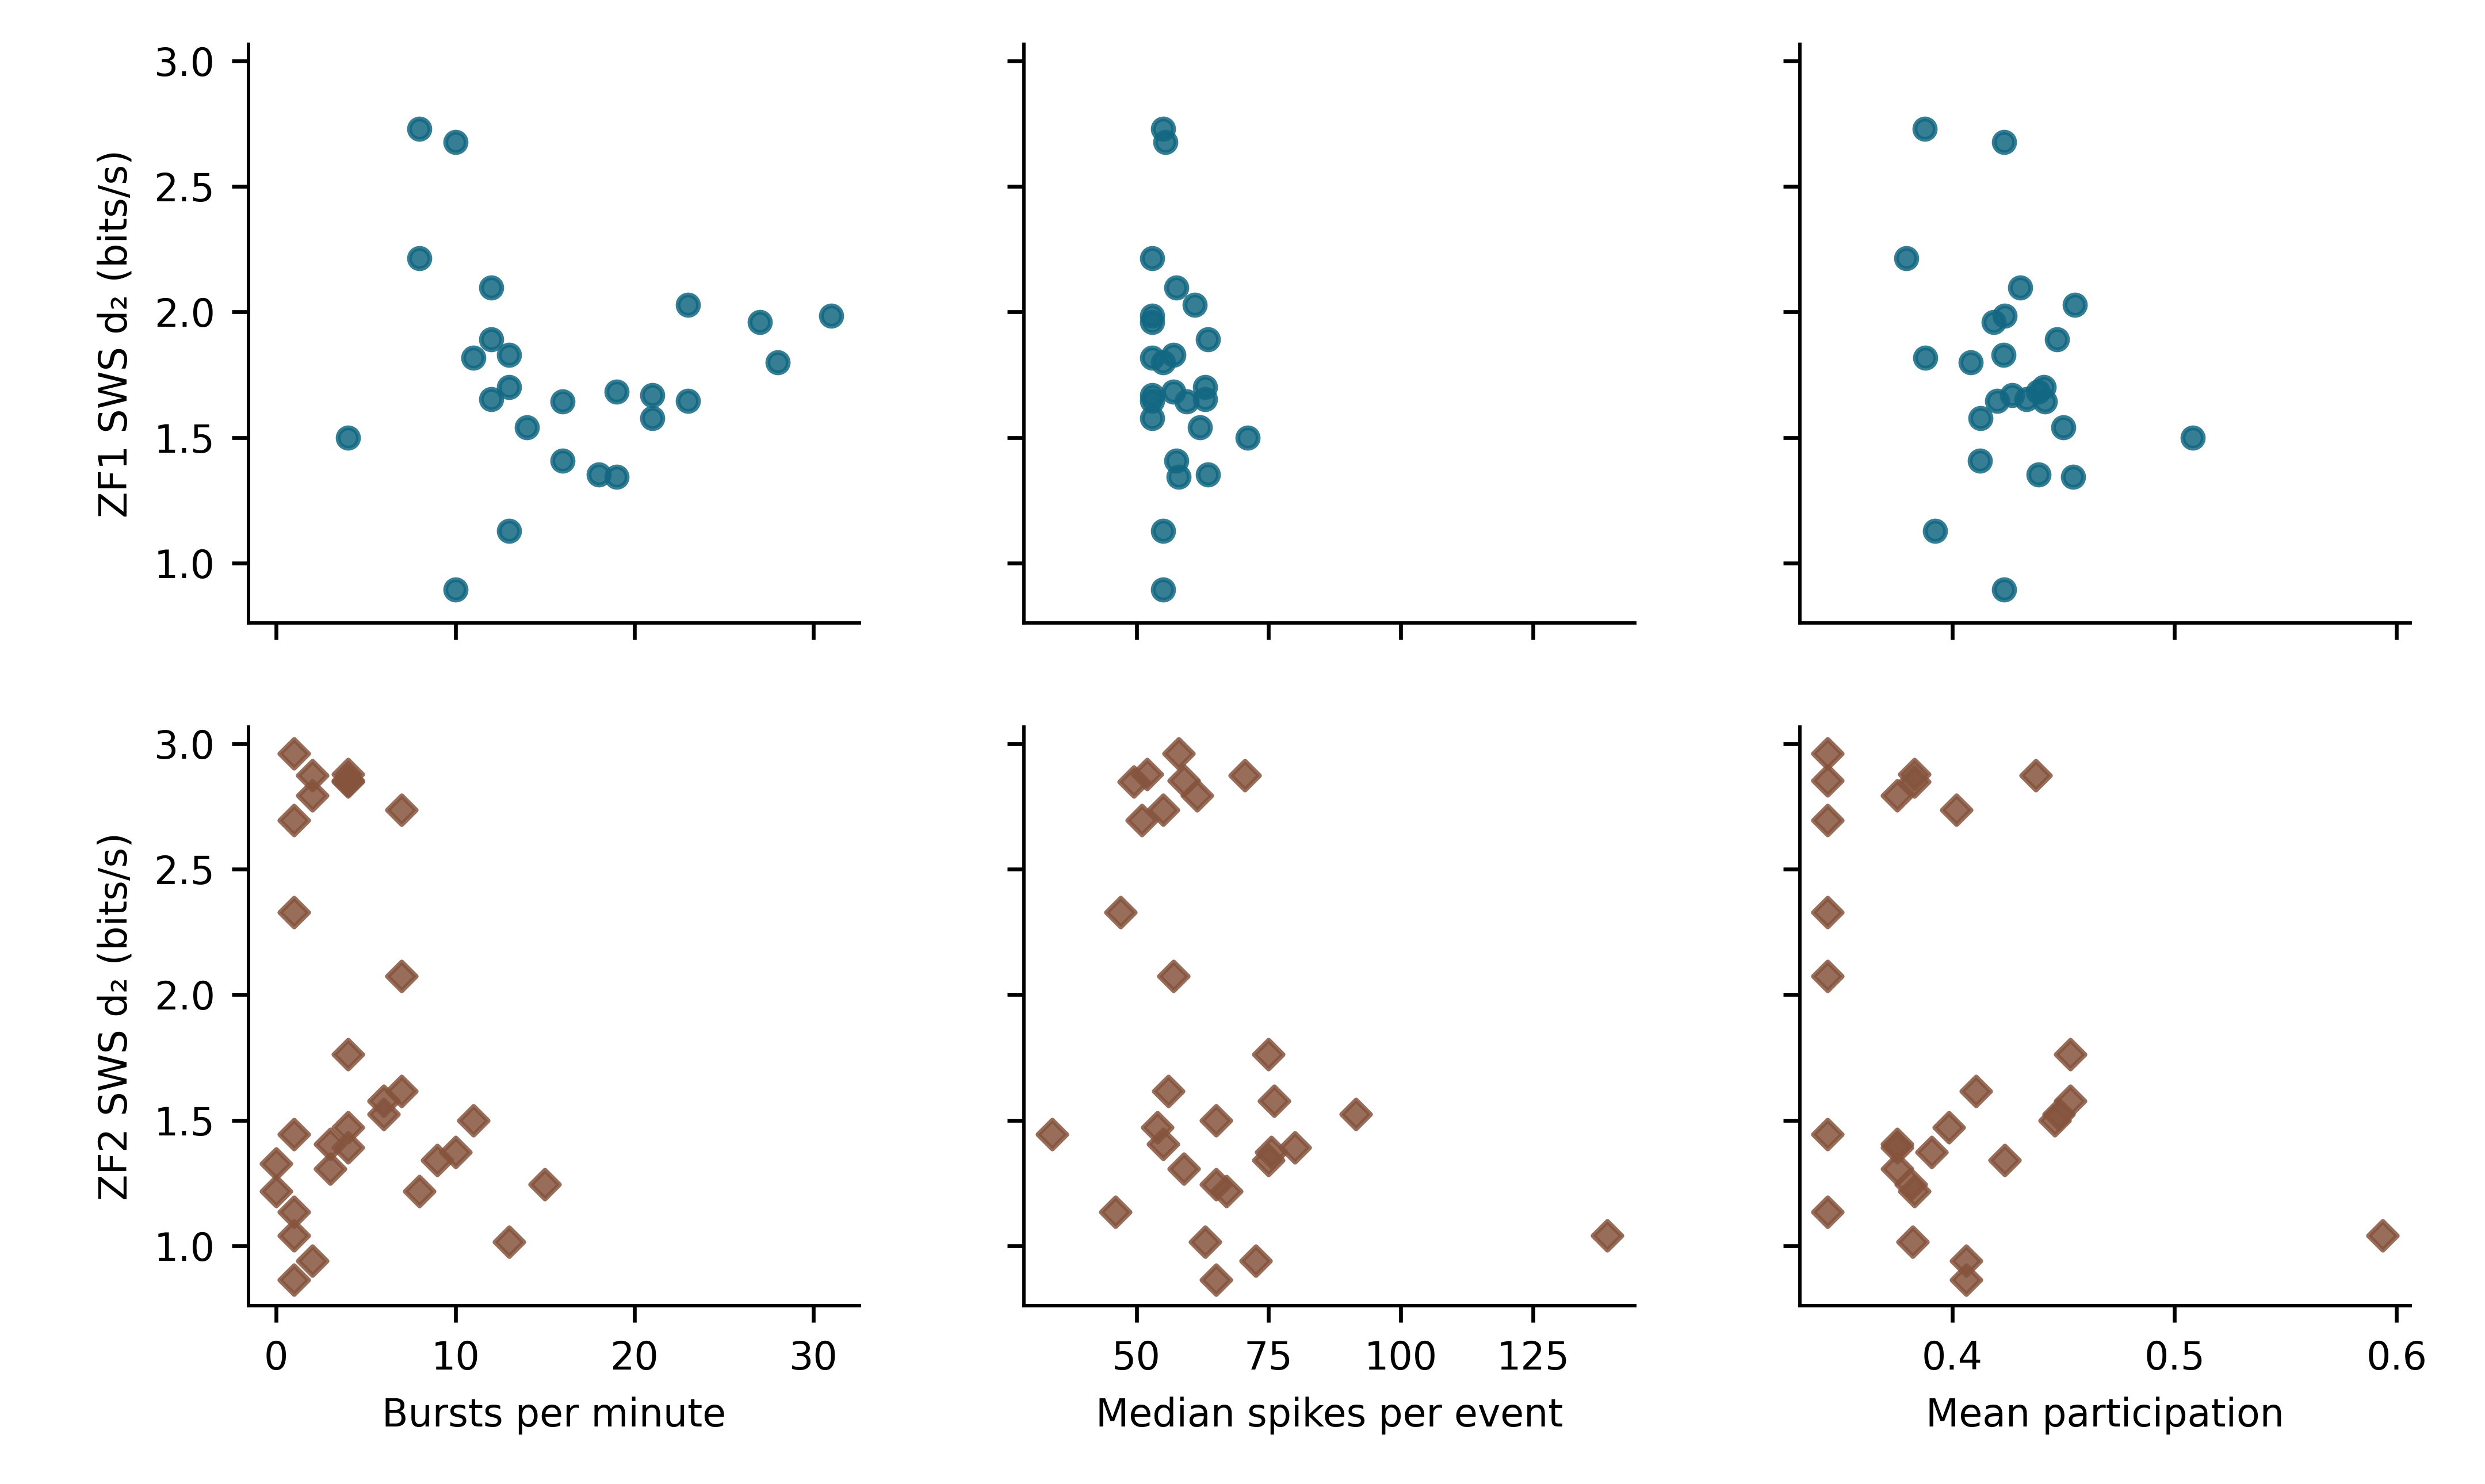 ZF1 SWS d₂ (bits/s)
3.0
2.5
2.0
1.5
1.0
ZF2 SWS d₂ (bits/s)
3.0
2.5
2.0
1.5
1.0
0 10 20 30
Bursts per minute
50 75 100 125
Median spikes per event
0.4 0.5 0.6
Mean participation